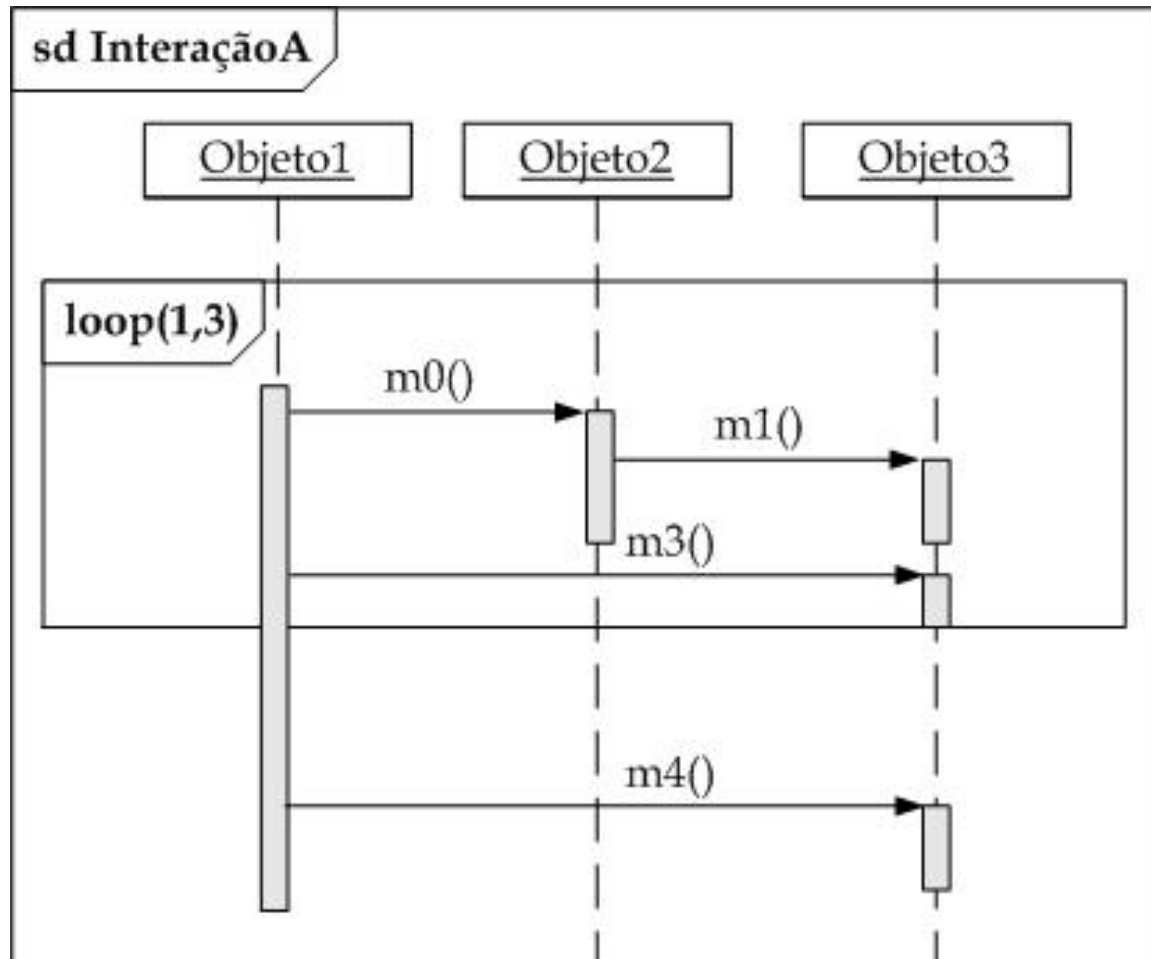 sd InteraçãoA
Objeto1 Objeto2 Objeto3
loop(1,3)
m0()
m1()
m3()
m4()